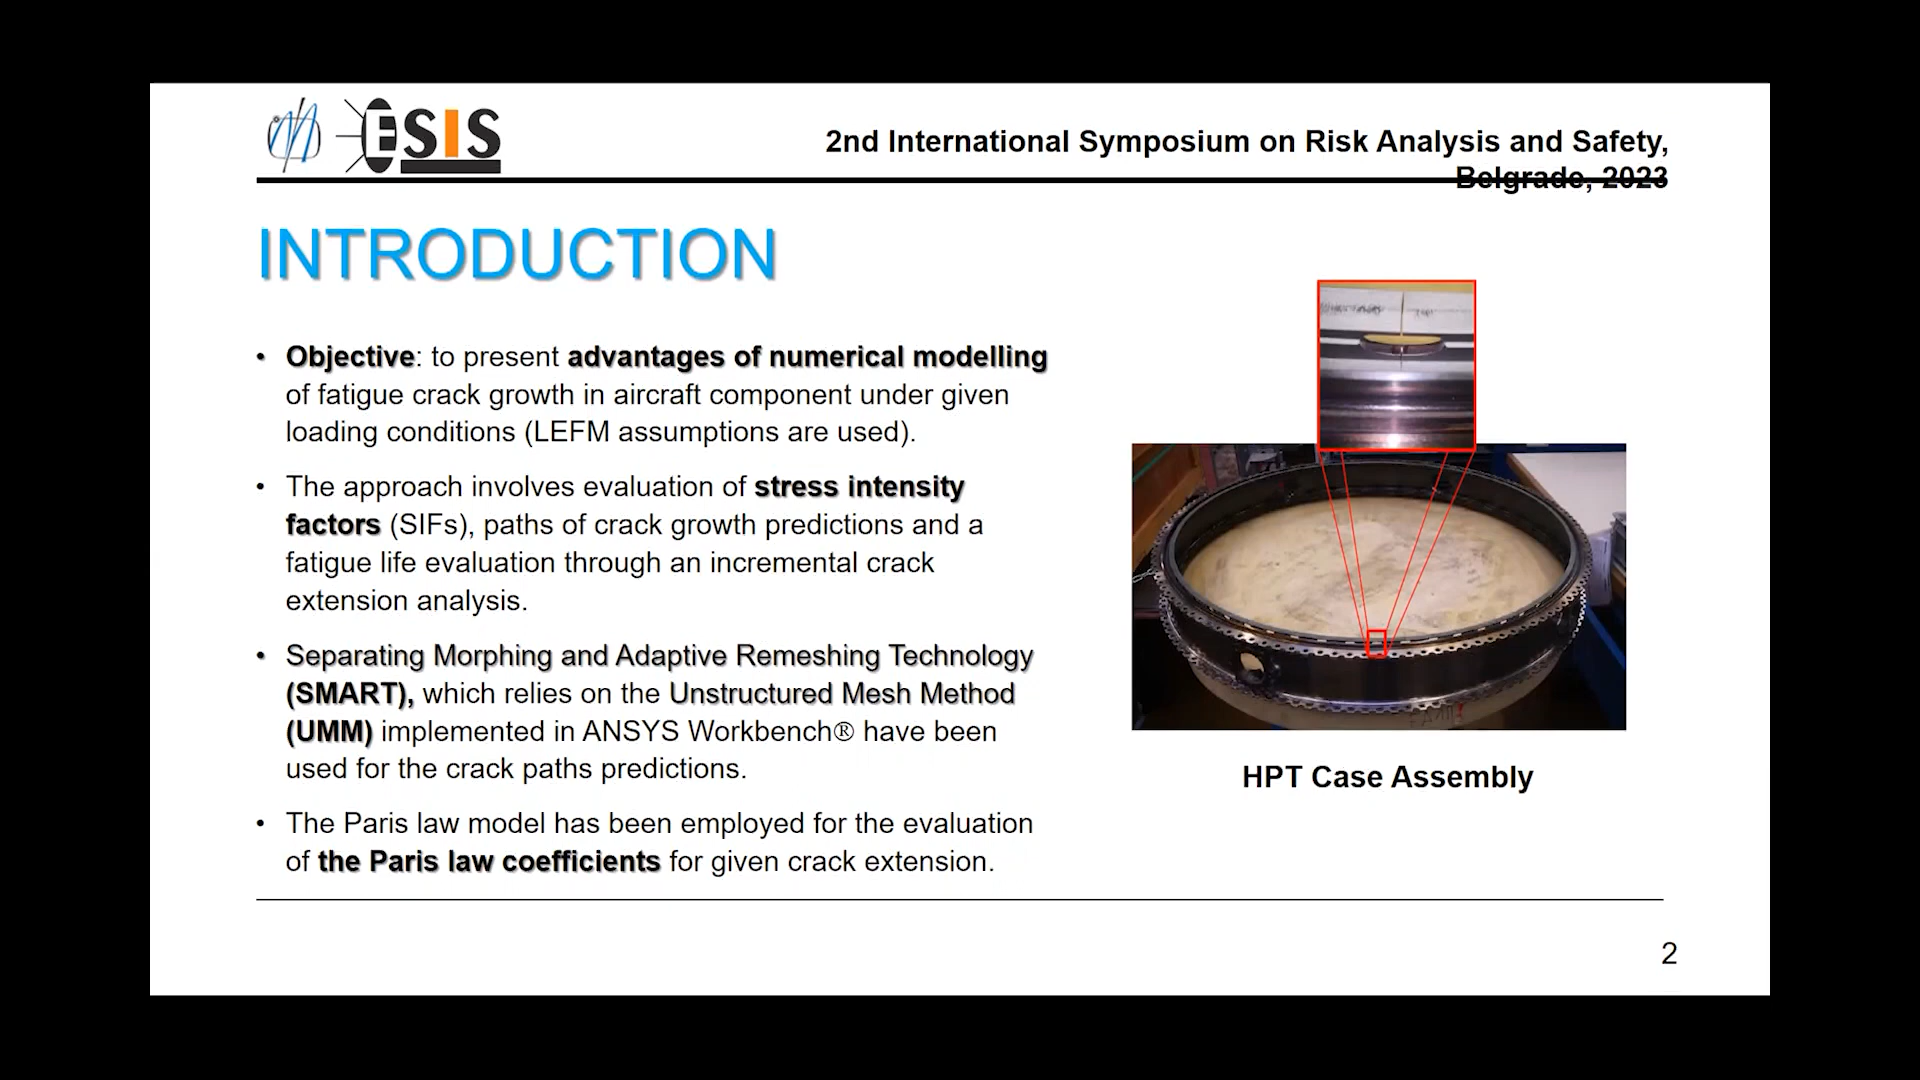 ESIS
2nd International Symposium on Risk Analysis and Safety,
Belgrade, 2023
INTRODUCTION
• Objective: to present advantages of numerical modelling
of fatigue crack growth in aircraft component under given
loading conditions (LEFM assumptions are used).
• The approach involves evaluation of stress intensity
factors (SIFs), paths of crack growth predictions and a
fatigue life evaluation through an incremental crack
extension analysis.
• Separating Morphing and Adaptive Remeshing Technology
(SMART), which relies on the Unstructured Mesh Method
(UMM) implemented in ANSYS Workbench® have been
used for the crack paths predictions.
• The Paris law model has been employed for the evaluation
of the Paris law coefficients for given crack extension.
HPT Case Assembly
2